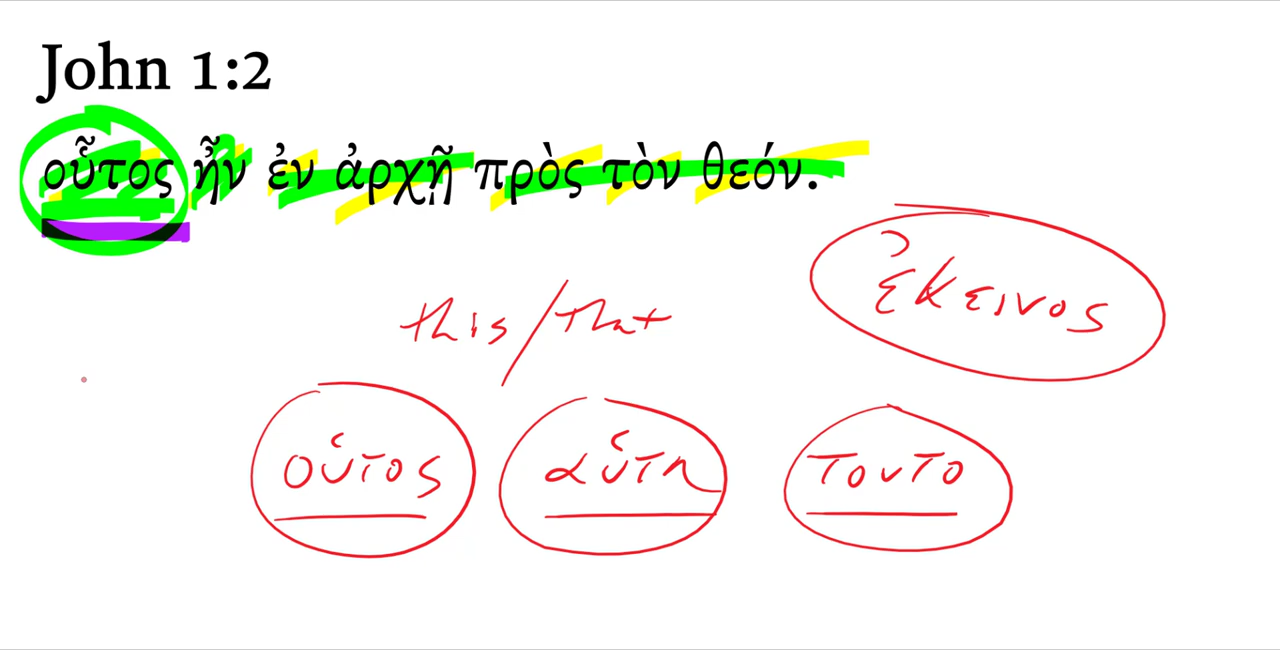 John 1:2
οὗτος ἦν ἐν ἀρχῇ πρὸς τὸν θεόν.
ἐκεινος
this/that
οὑτος αὑτη τουτο